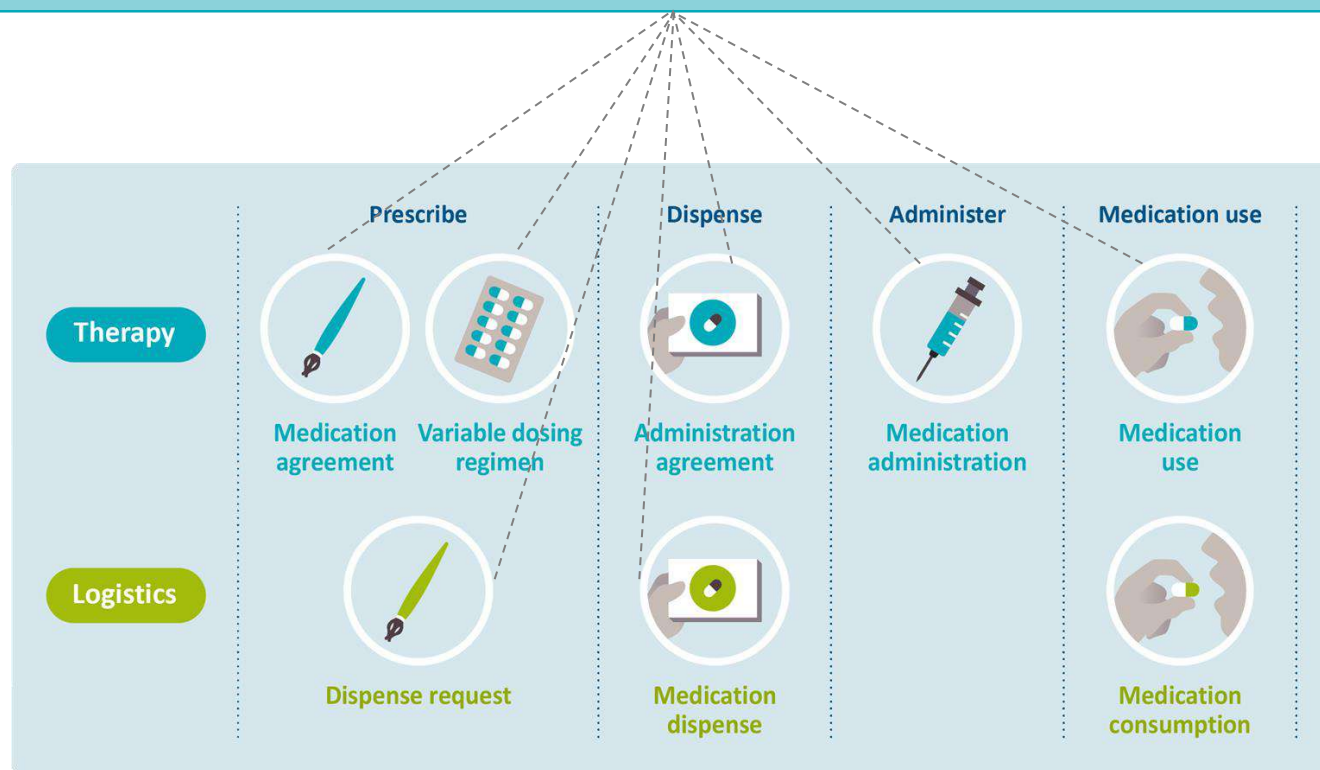 Prescribe
Dispense
Administer
Medication use
Therapy
Medication
agreement
Variable dosing
regimen
Administration
agreement
Medication
administration
Medication
use
Logistics
Dispense request
Medication
dispense
Medication
consumption